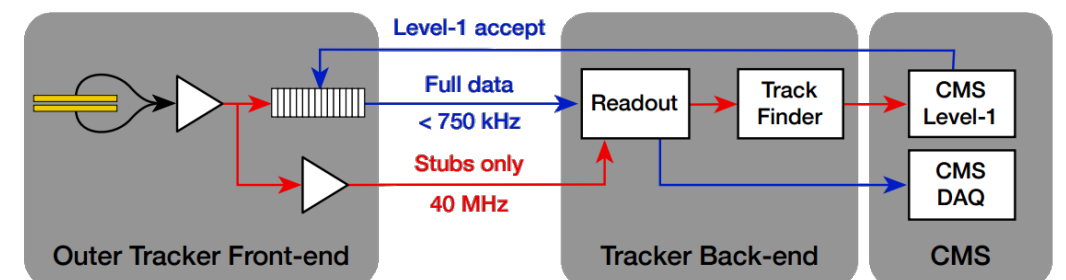 Level-1 accept
Full data
< 750 kHz
Stubs only
40 MHz
Readout
Track
Finder
CMS
Level-1
CMS
DAQ
Outer Tracker Front-end
Tracker Back-end
CMS